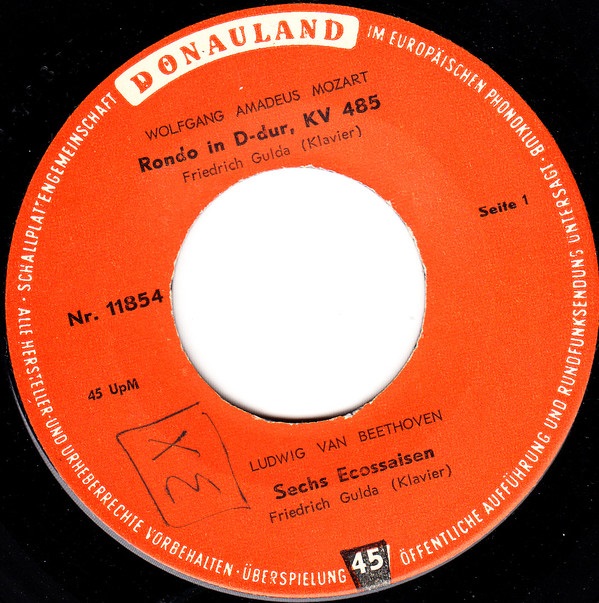 DONAULAND
IM EUROPÄISCHEN PHONOKLUB · SCHALLPLATTENGEMEINSCHAFT
WOLFGANG AMADEUS MOZART
Rondo in D-dur, KV 485
Friedrich Gulda (Klavier)
Seite 1
Nr. 11854
45 UpM
LUDWIG VAN BEETHOVEN
Sechs Ecossaisen
Friedrich Gulda (Klavier)
· ALLE HERSTELLER- UND URHEBERRECHTE VORBEHALTEN · ÜBERSPIELUNG
45
ÖFFENTLICHE AUFFÜHRUNG UND RUNDFUNKSENDUNG UNTERSAGT ·